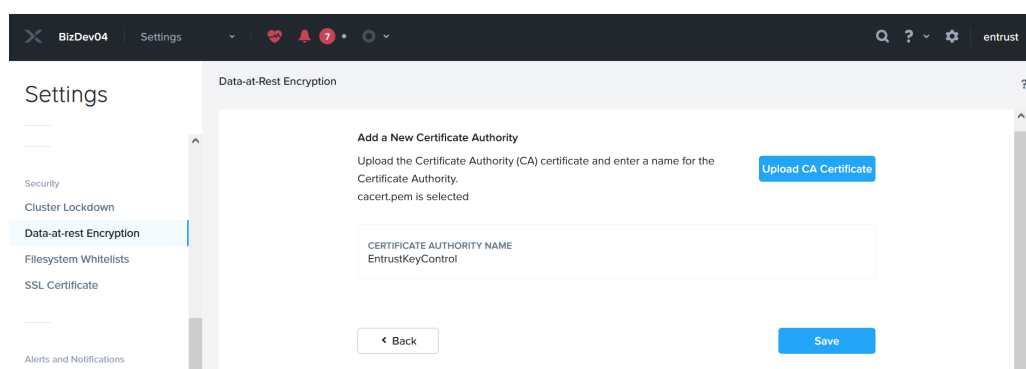 BizDev04 Settings 7 ? entrust
Settings
Security
Cluster Lockdown
Data-at-rest Encryption
Filesystem Whitelists
SSL Certificate
Alerts and Notifications
Data-at-Rest Encryption ?
Add a New Certificate Authority
Upload the Certificate Authority (CA) certificate and enter a name for the
Certificate Authority.
cacert.pem is selected
Upload CA Certificate
CERTIFICATE AUTHORITY NAME
EntrustKeyControl
Back
Save